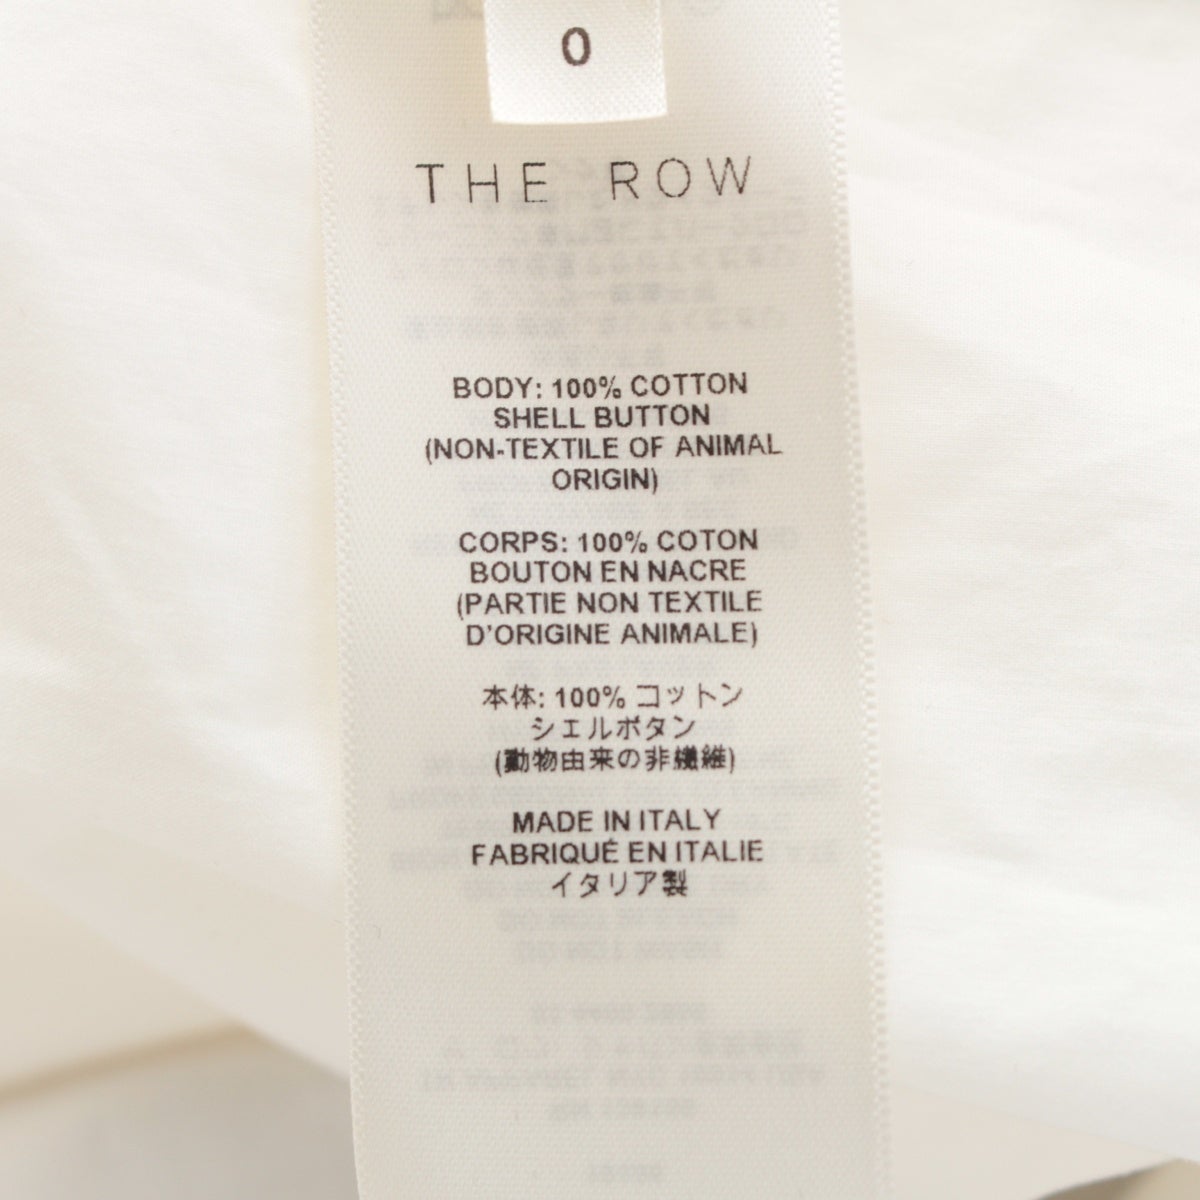 0
THE ROW
BODY: 100% COTTON
SHELL BUTTON
(NON-TEXTILE OF ANIMAL
ORIGIN)
CORPS: 100% COTON
BOUTON EN NACRE
(PARTIE NON TEXTILE
D'ORIGINE ANIMALE)
本体: 100% コットン
シェルボタン
(動物由来の非繊維)
MADE IN ITALY
FABRIQUÉ EN ITALIE
イタリア製